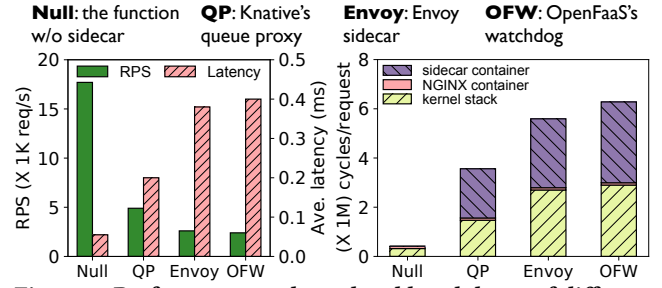 Null: the function w/o sidecar
QP: Knative's queue proxy
Envoy: Envoy sidecar
OFW: OpenFaaS's watchdog
RPS
Latency
20
15
10
5
0
RPS (X 1K req/s)
0.5
0.4
0.3
0.2
0.1
0.0
Ave. latency (ms)
Null QP Envoy OFW
sidecar container
NGINX container
kernel stack
8
6
4
2
0
(X 1M) cycles/request
Null QP Envoy OFW